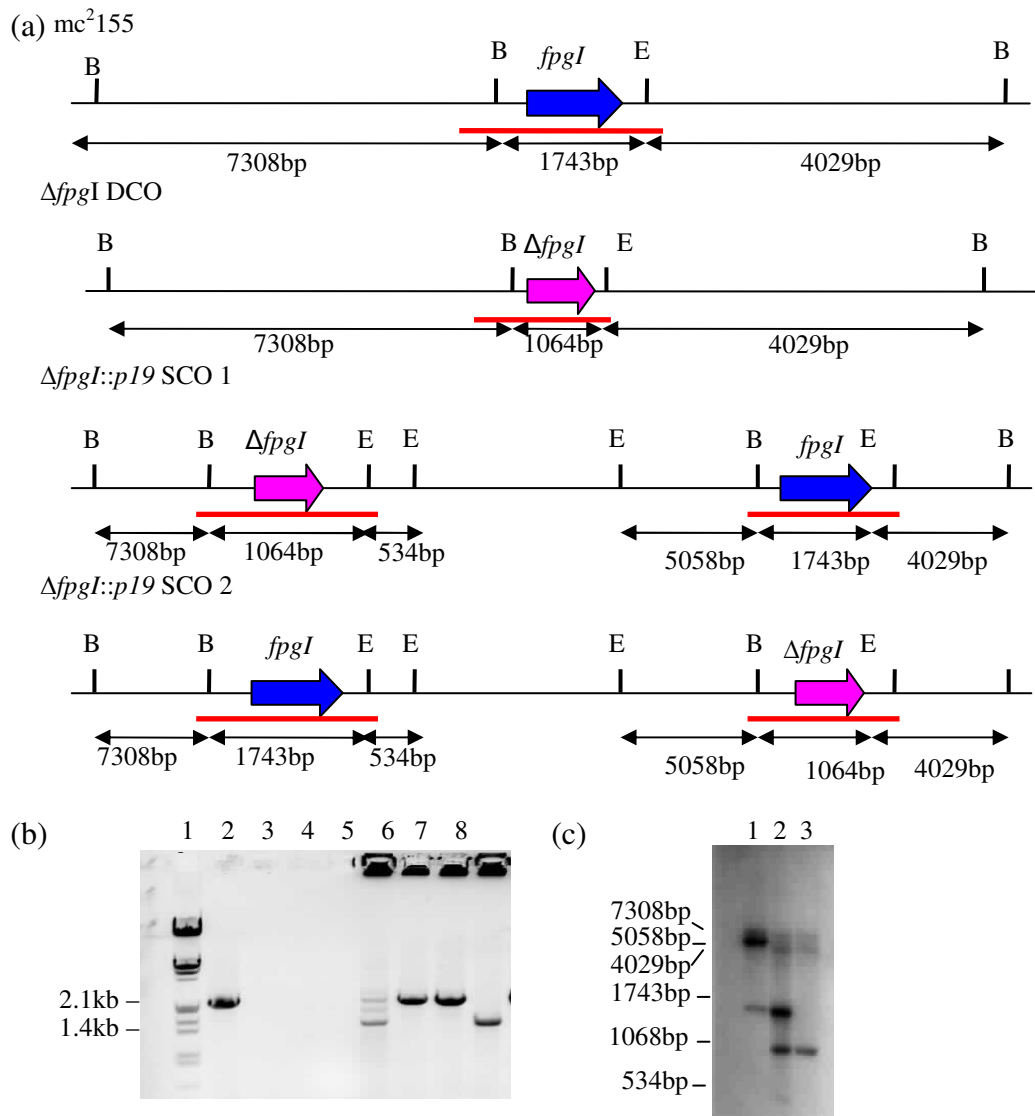 (a) mc²155
B B fpgI E B
7308bp 1743bp 4029bp
ΔfpgI DCO
B B ΔfpgI E B
7308bp 1064bp 4029bp
ΔfpgI::p19 SCO 1
B B ΔfpgI E E E B fpgI E B
7308bp 1064bp 534bp 5058bp 1743bp 4029bp
ΔfpgI::p19 SCO 2
B B fpgI E E E B ΔfpgI E B
7308bp 1743bp 534bp 5058bp 1064bp 4029bp
(b) 1 2 3 4 5 6 7 8
2.1kb
1.4kb
(c) 1 2 3
7308bp
5058bp
4029bp
1743bp
1068bp
534bp